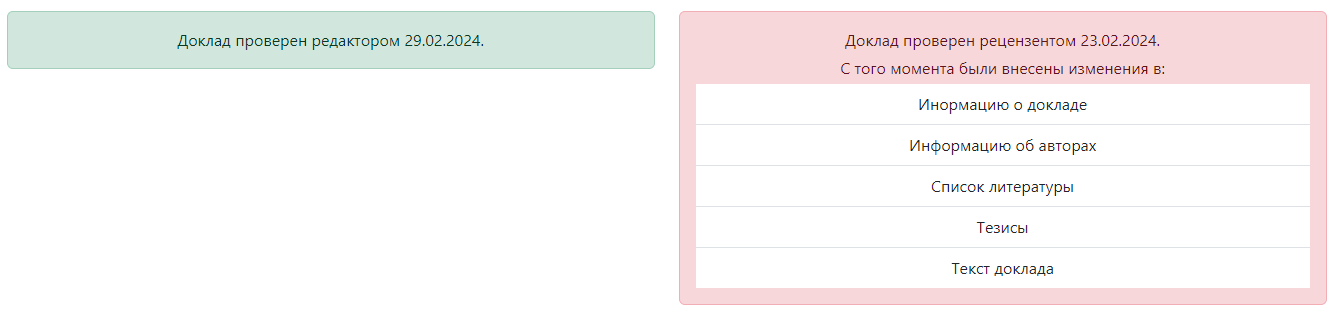 Доклад проверен редактором 29.02.2024.
Доклад проверен рецензентом 23.02.2024.
С того момента были внесены изменения в:
Инормацию о докладе
Информацию об авторах
Список литературы
Тезисы
Текст доклада